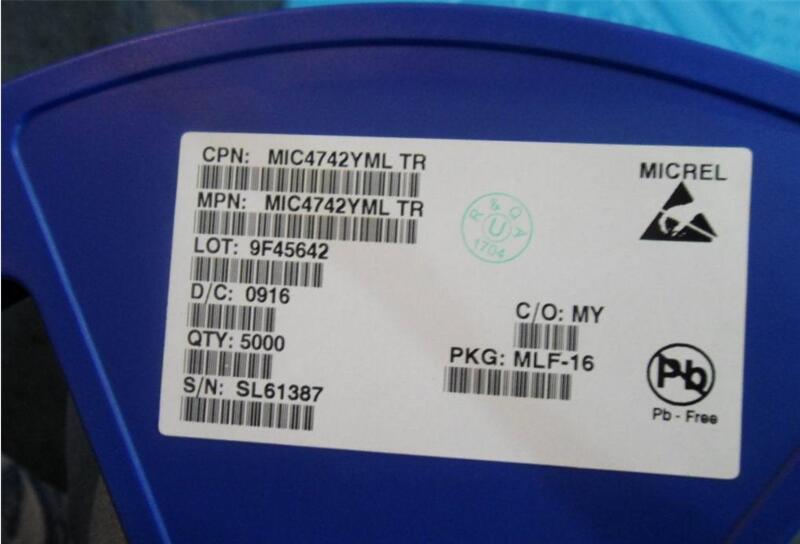 CPN: MIC4742YML TR
MPN: MIC4742YML TR
LOT: 9F45642
D/C: 0916
QTY: 5000
S/N: SL61387
R & Q A
U
1704
MICREL
C/O: MY
PKG: MLF-16
Pb
Pb - Free